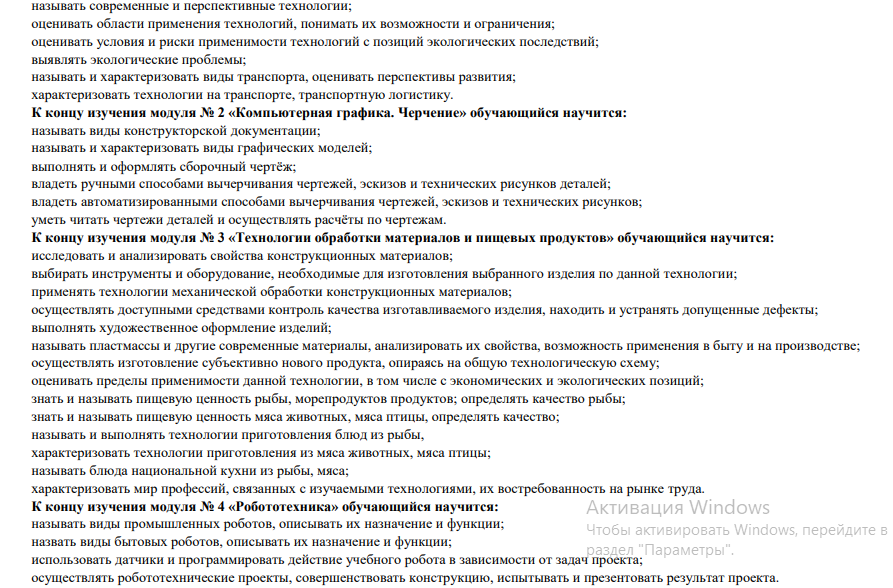 называть современные и перспективные технологии;
оценивать области применения технологий, понимать их возможности и ограничения;
оценивать условия и риски применимости технологий с позиций экологических последствий;
выявлять экологические проблемы;
называть и характеризовать виды транспорта, оценивать перспективы развития;
характеризовать технологии на транспорте, транспортную логистику.
К концу изучения модуля № 2 «Компьютерная графика. Черчение» обучающийся научится:
называть виды конструкторской документации;
называть и характеризовать виды графических моделей;
выполнять и оформлять сборочный чертёж;
владеть ручными способами вычерчивания чертежей, эскизов и технических рисунков деталей;
владеть автоматизированными способами вычерчивания чертежей, эскизов и технических рисунков;
уметь читать чертежи деталей и осуществлять расчёты по чертежам.
К концу изучения модуля № 3 «Технологии обработки материалов и пищевых продуктов» обучающийся научится:
исследовать и анализировать свойства конструкционных материалов;
выбирать инструменты и оборудование, необходимые для изготовления выбранного изделия по данной технологии;
применять технологии механической обработки конструкционных материалов;
осуществлять доступными средствами контроль качества изготавливаемого изделия, находить и устранять допущенные дефекты;
выполнять художественное оформление изделий;
называть пластмассы и другие современные материалы, анализировать их свойства, возможность применения в быту и на производстве;
осуществлять изготовление субъективно нового продукта, опираясь на общую технологическую схему;
оценивать пределы применимости данной технологии, в том числе с экономических и экологических позиций;
знать и называть пищевую ценность рыбы, морепродуктов продуктов; определять качество рыбы;
знать и называть пищевую ценность мяса животных, мяса птицы, определять качество;
называть и выполнять технологии приготовления блюд из рыбы,
характеризовать технологии приготовления из мяса животных, мяса птицы;
называть блюда национальной кухни из рыбы, мяса;
характеризовать мир профессий, связанных с изучаемыми технологиями, их востребованность на рынке труда.
К концу изучения модуля № 4 «Робототехника» обучающийся научится:
называть виды промышленных роботов, описывать их назначение и функции;
назвать виды бытовых роботов, описывать их назначение и функции;
использовать датчики и программировать действие учебного робота в зависимости от задач проекта;
осуществлять робототехнические проекты, совершенствовать конструкцию, испытывать и презентовать результат проекта.
Активация Windows
Чтобы активировать Windows, перейдите в
раздел "Параметры".